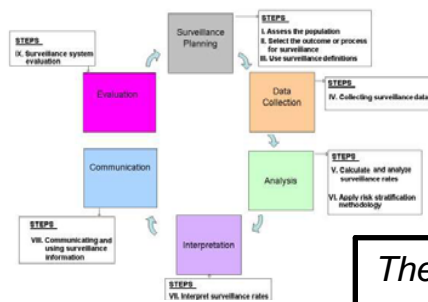 Surveillance
Planning
STEPS
I. Assess the population
II. Select the outcome or process
for surveillance
III. Use surveillance definitions
STEPS
IX. Surveillance system
evaluation
Evaluation
Data
Collection
STEPS
IV. Collecting surveillance data
Communication
Analysis
STEPS
V. Calculate and analyze
surveillance rates
VI. Apply risk stratification
methodology
STEPS
VIII. Communicating and
using surveillance
information
Interpretation
STEPS
VII. Interpret surveillance rates
The